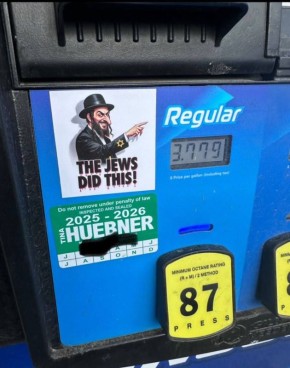 Regular
THE JEWS
DID THIS!
3.779
Do not remove under penalty of law
INSPECTED AND SEALED
2025 - 2026
TINA
HUEBNER
J A S O N D
MINIMUM OCTANE RATING
(R + M) / 2 METHOD
87
PRESS